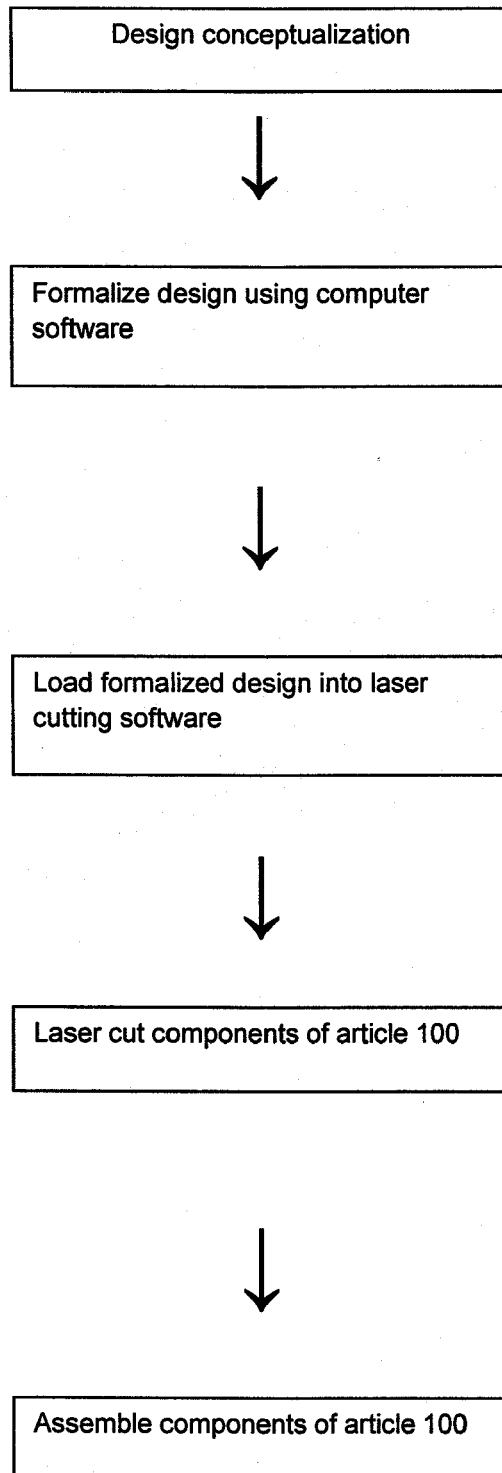 Design conceptualization
Formalize design using computer
software
Load formalized design into laser
cutting software
Laser cut components of article 100
Assemble components of article 100